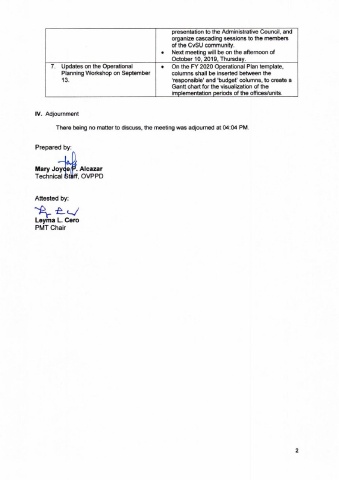 presentation to the Administrative Council, and
organize cascading sessions to the members
of the CvSU community.
• Next meeting will be on the afternoon of
October 10, 2019, Thursday.
7. Updates on the Operational
Planning Workshop on September
13.
• On the FY 2020 Operational Plan template,
columns shall be inserted between the
'responsible' and 'budget' columns, to create a
Gantt chart for the visualization of the
implementation periods of the offices/units.
IV. Adjournment
There being no matter to discuss, the meeting was adjourned at 04:04 PM.
Prepared by:
Mary Joyce P. Alcazar
Technical Staff, OVPPD
Attested by:
Leyma L. Cero
PMT Chair
2